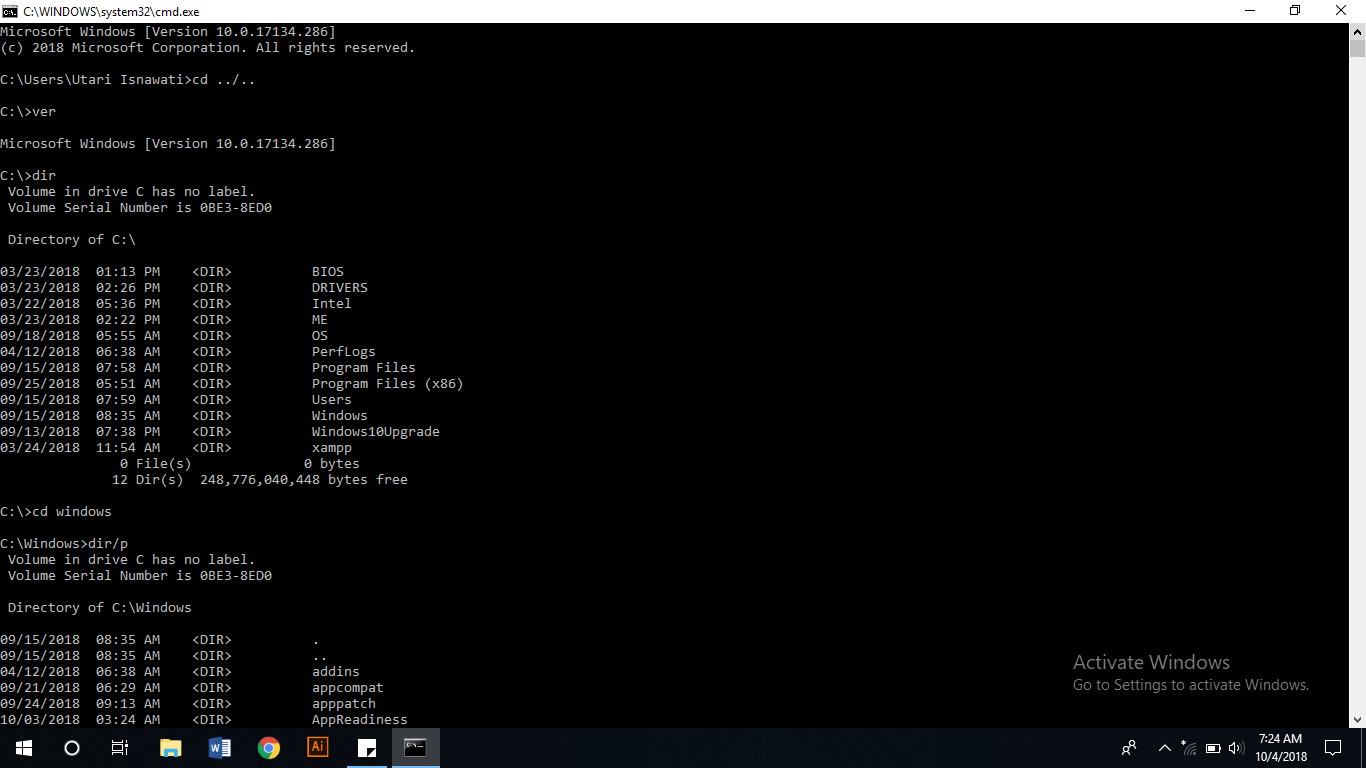 C:\WINDOWS\system32\cmd.exe
Microsoft Windows [Version 10.0.17134.286]
(c) 2018 Microsoft Corporation. All rights reserved.
C:\Users\Utari Isnawati>cd ../..
C:\>ver
Microsoft Windows [Version 10.0.17134.286]
C:\>dir
Volume in drive C has no label.
Volume Serial Number is 0BE3-8ED0
Directory of C:\
03/23/2018  01:13 PM    <DIR>          BIOS
03/23/2018  02:26 PM    <DIR>          DRIVERS
03/22/2018  05:36 PM    <DIR>          Intel
03/23/2018  02:22 PM    <DIR>          ME
09/18/2018  05:55 AM    <DIR>          OS
04/12/2018  06:38 AM    <DIR>          PerfLogs
09/15/2018  07:58 AM    <DIR>          Program Files
09/25/2018  05:51 AM    <DIR>          Program Files (x86)
09/15/2018  07:59 AM    <DIR>          Users
09/15/2018  08:35 AM    <DIR>          Windows
09/13/2018  07:38 PM    <DIR>          Windows10Upgrade
03/24/2018  11:54 AM    <DIR>          xampp
0 File(s)              0 bytes
12 Dir(s)  248,776,040,448 bytes free
C:\>cd windows
C:\Windows>dir/p
Volume in drive C has no label.
Volume Serial Number is 0BE3-8ED0
Directory of C:\Windows
09/15/2018  08:35 AM    <DIR>          .
09/15/2018  08:35 AM    <DIR>          ..
04/12/2018  06:38 AM    <DIR>          addins
09/21/2018  06:29 AM    <DIR>          appcompat
09/24/2018  09:13 AM    <DIR>          apppatch
10/03/2018  03:24 AM    <DIR>          AppReadiness
Activate Windows
Go to Settings to activate Windows.
Ai
7:24 AM
10/4/2018